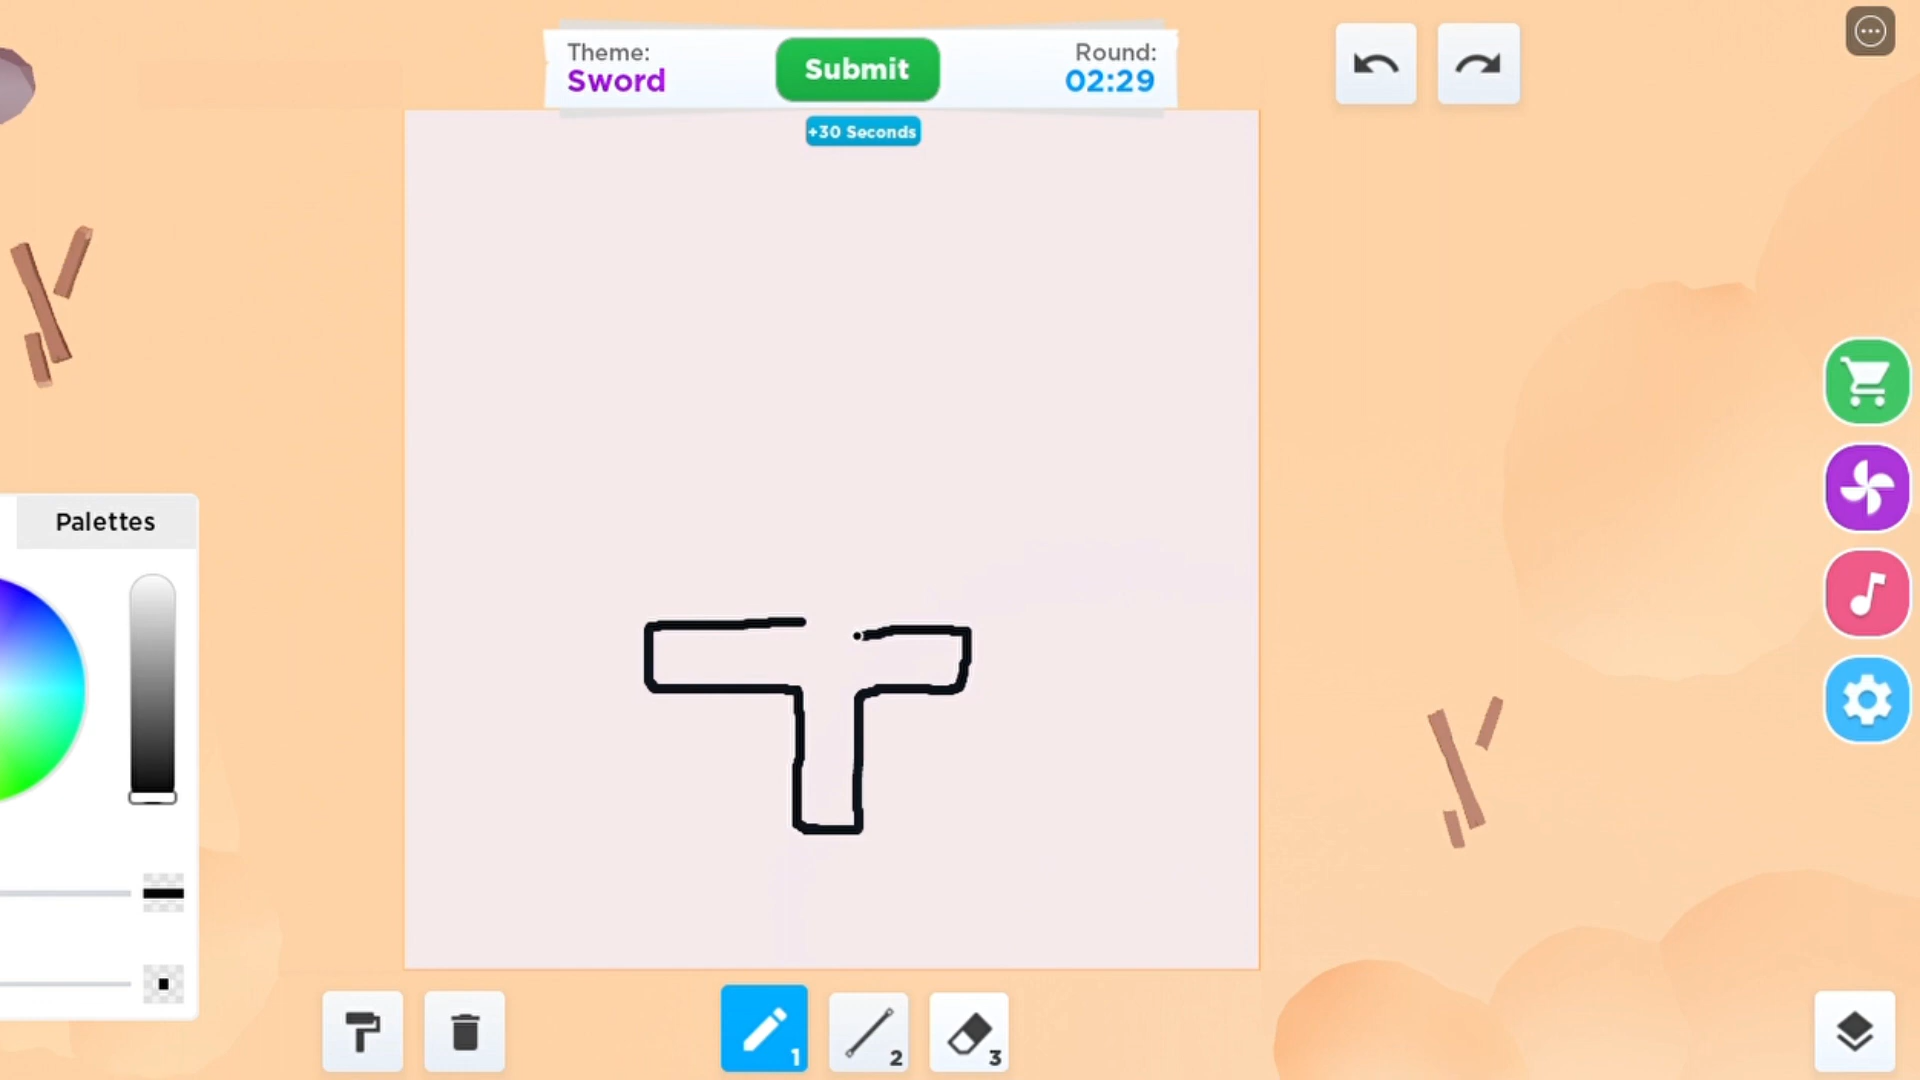 Theme:
Sword
Submit
Round:
02:29
+30 Seconds
Palettes
1
2
3